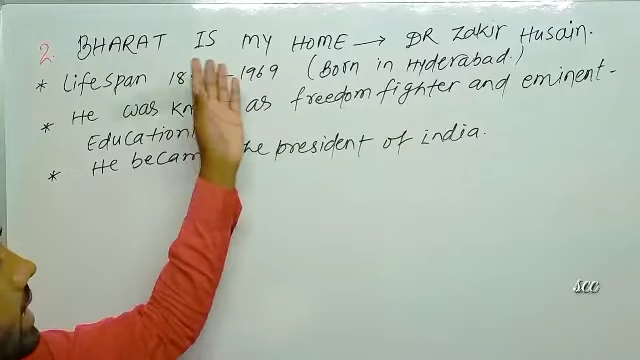 2. BHARAT IS MY HOME → DR Zakir Husain.
* Lifespan 18 - 1969 (Born in Hyderabad.)
* He was as freedom fighter and eminent -
* He the president of india.
scc